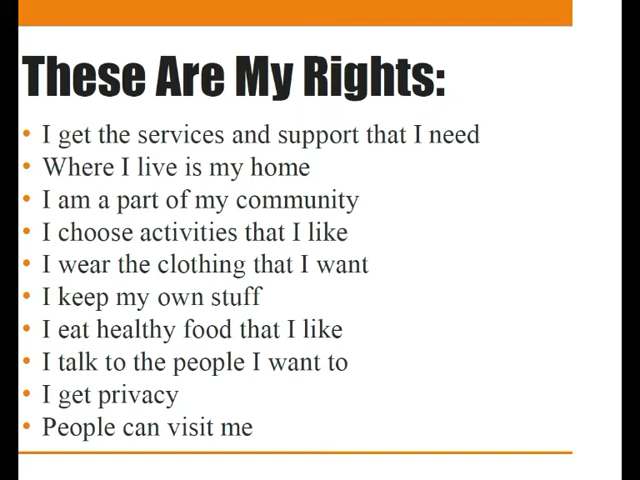 These Are My Rights:
• I get the services and support that I need
• Where I live is my home
• I am a part of my community
• I choose activities that I like
• I wear the clothing that I want
• I keep my own stuff
• I eat healthy food that I like
• I talk to the people I want to
• I get privacy
• People can visit me